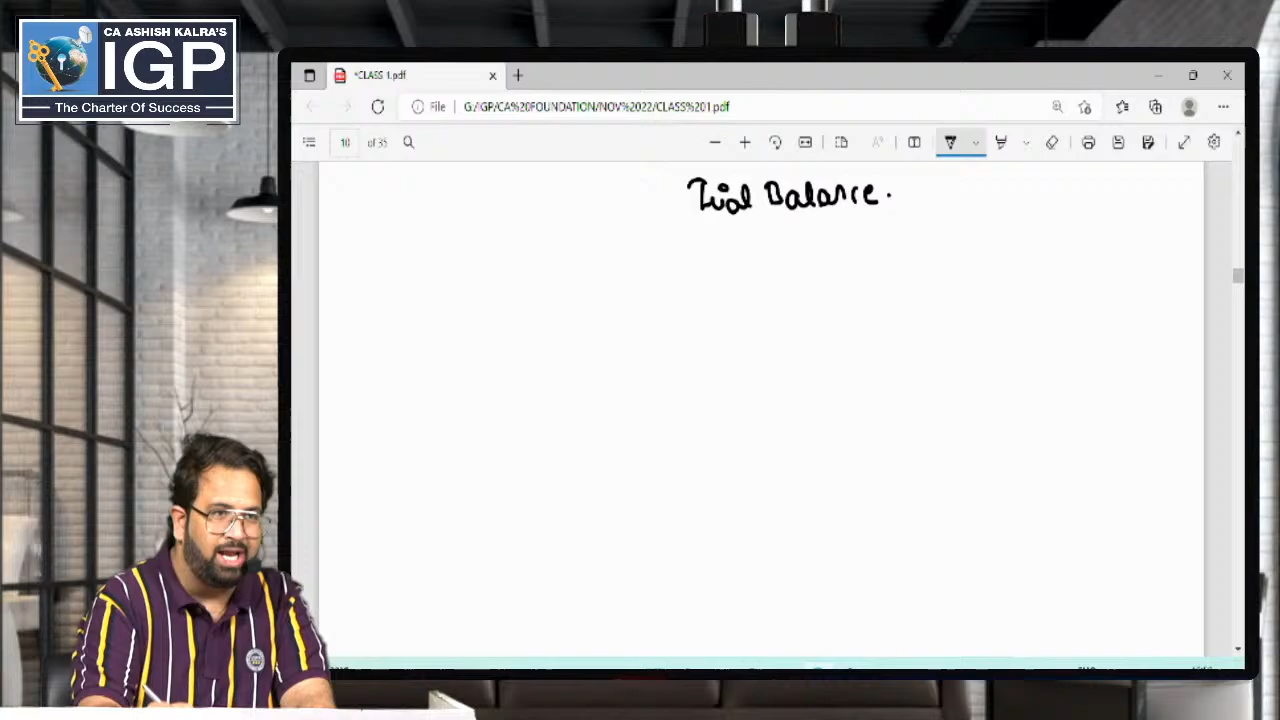 CA ASHISH KALRA'S
IGP
The Charter Of Success
*CLASS 1.pdf
File
G:/IGP/CA%20FOUNDATION/NOV%2022/CLASS%201.pdf
10 of 35
Trial Balance.